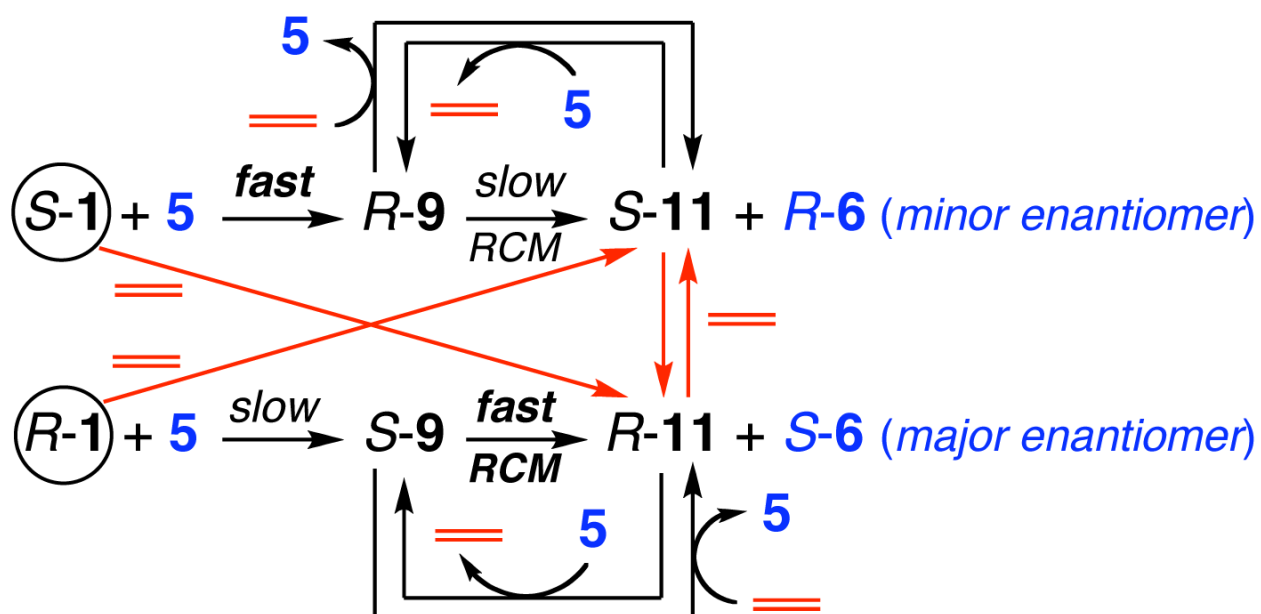 5
5
S-1 + 5 fast R-9 slow RCM S-11 + R-6 (minor enantiomer)
R-1 + 5 slow S-9 fast RCM R-11 + S-6 (major enantiomer)
5
5